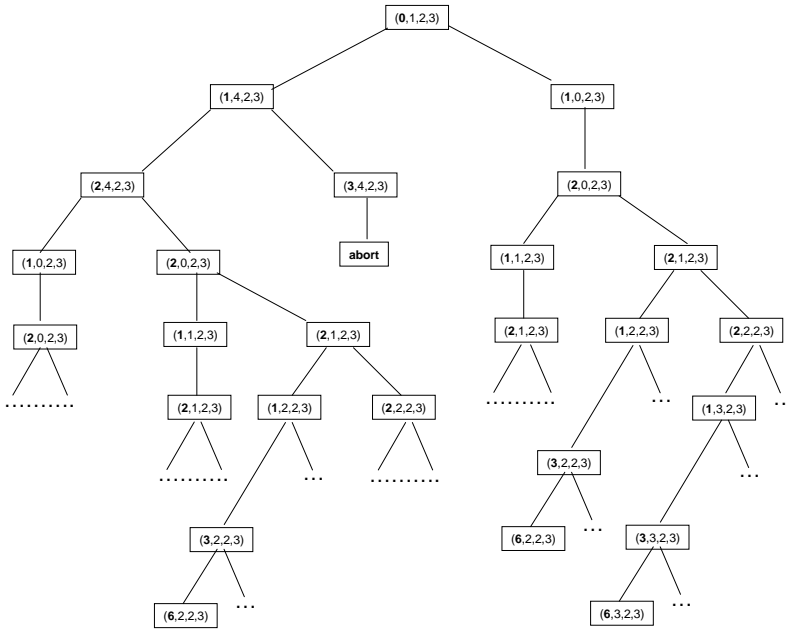 (0,1,2,3)
(1,4,2,3) (1,0,2,3)
(2,4,2,3) (3,4,2,3) (2,0,2,3)
(1,0,2,3) (2,0,2,3) abort (1,1,2,3) (2,1,2,3)
(2,0,2,3) (1,1,2,3) (2,1,2,3) (2,1,2,3) (1,2,2,3) (2,2,2,3)
.......... (2,1,2,3) (1,2,2,3) (2,2,2,3) .......... ... (1,3,2,3) ..
.......... ... .......... (3,2,2,3) ...
(3,2,2,3) (6,2,2,3) ... (3,3,2,3)
(6,2,2,3) ... (6,3,2,3) ...